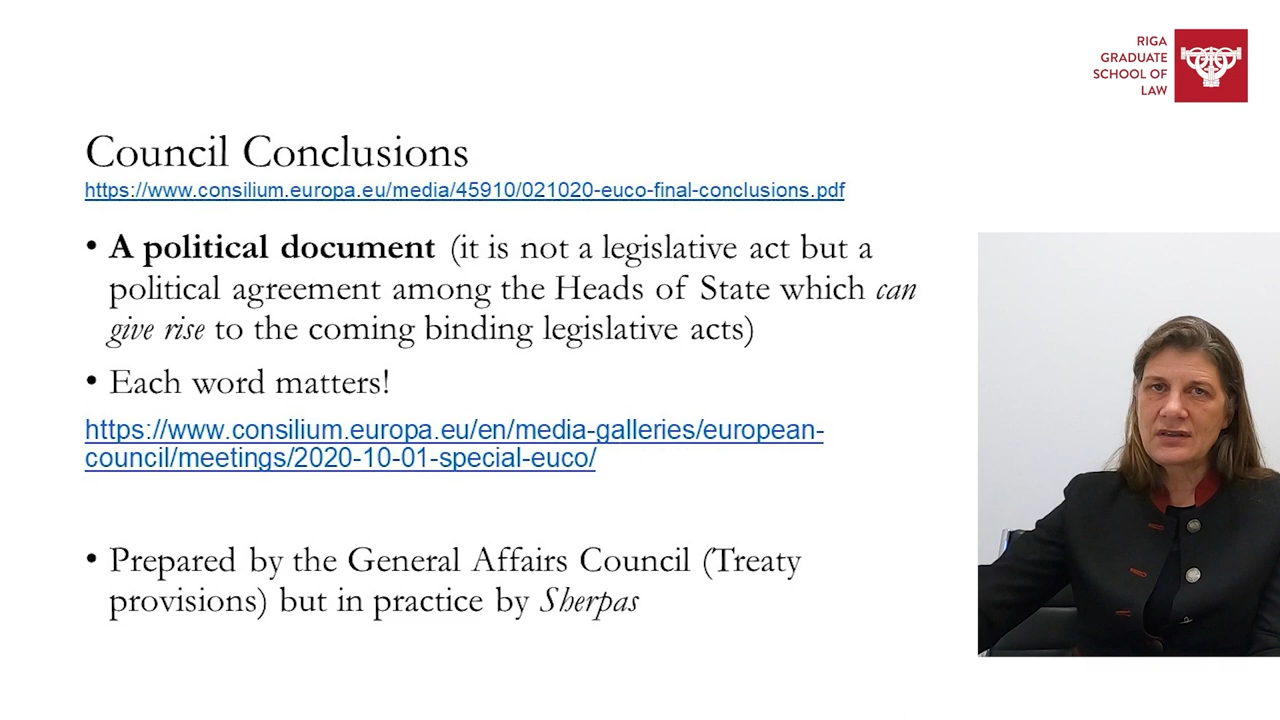 RIGA
GRADUATE
SCHOOL OF
LAW
Council Conclusions
https://www.consilium.europa.eu/media/45910/021020-euco-final-conclusions.pdf
• A political document (it is not a legislative act but a
political agreement among the Heads of State which can
give rise to the coming binding legislative acts)
• Each word matters!
https://www.consilium.europa.eu/en/media-galleries/european-
council/meetings/2020-10-01-special-euco/
• Prepared by the General Affairs Council (Treaty
provisions) but in practice by Sherpas